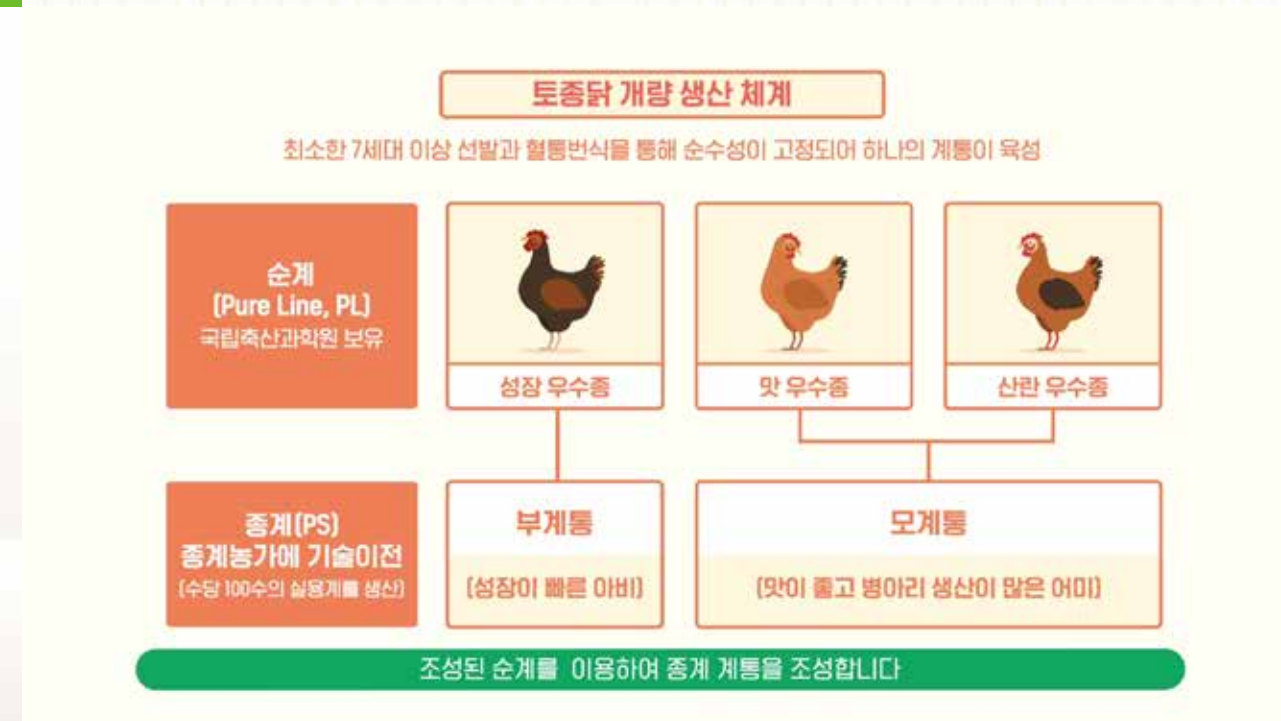 토종닭 개량 생산 체계
최소한 7세대 이상 선발과 혈통번식을 통해 순수성이 고정되어 하나의 계통이 육성
순계
(Pure Line, PL)
국립축산과학원 보유
성장 우수종
맛 우수종
산란 우수종
종계(PS)
종계농가에 기술이전
(수당 100수의 실용계를 생산)
부계통
(성장이 빠른 아비)
모계통
(맛이 좋고 병아리 생산이 많은 어미)
조성된 순계를 이용하여 종계 계통을 조성합니다